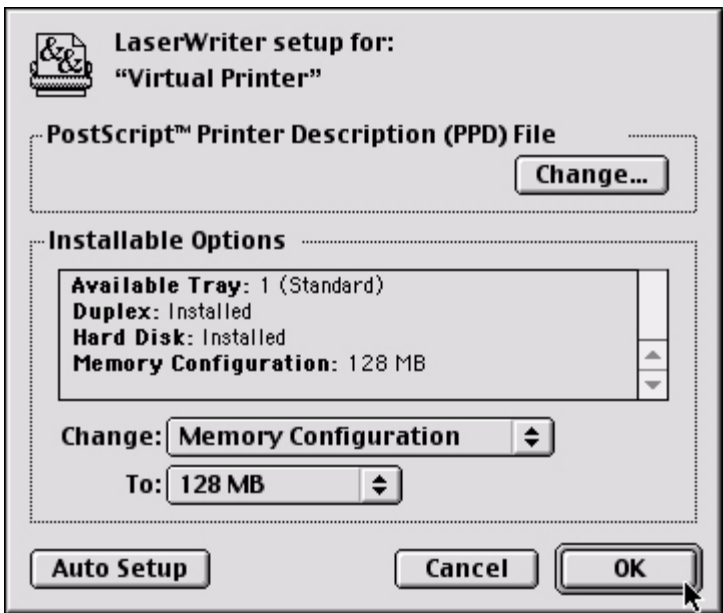 LaserWriter setup for:
“Virtual Printer”
PostScript™ Printer Description (PPD) File
Change...
Installable Options
Available Tray: 1 (Standard)
Duplex: Installed
Hard Disk: Installed
Memory Configuration: 128 MB
Change: Memory Configuration
To: 128 MB
Auto Setup Cancel OK